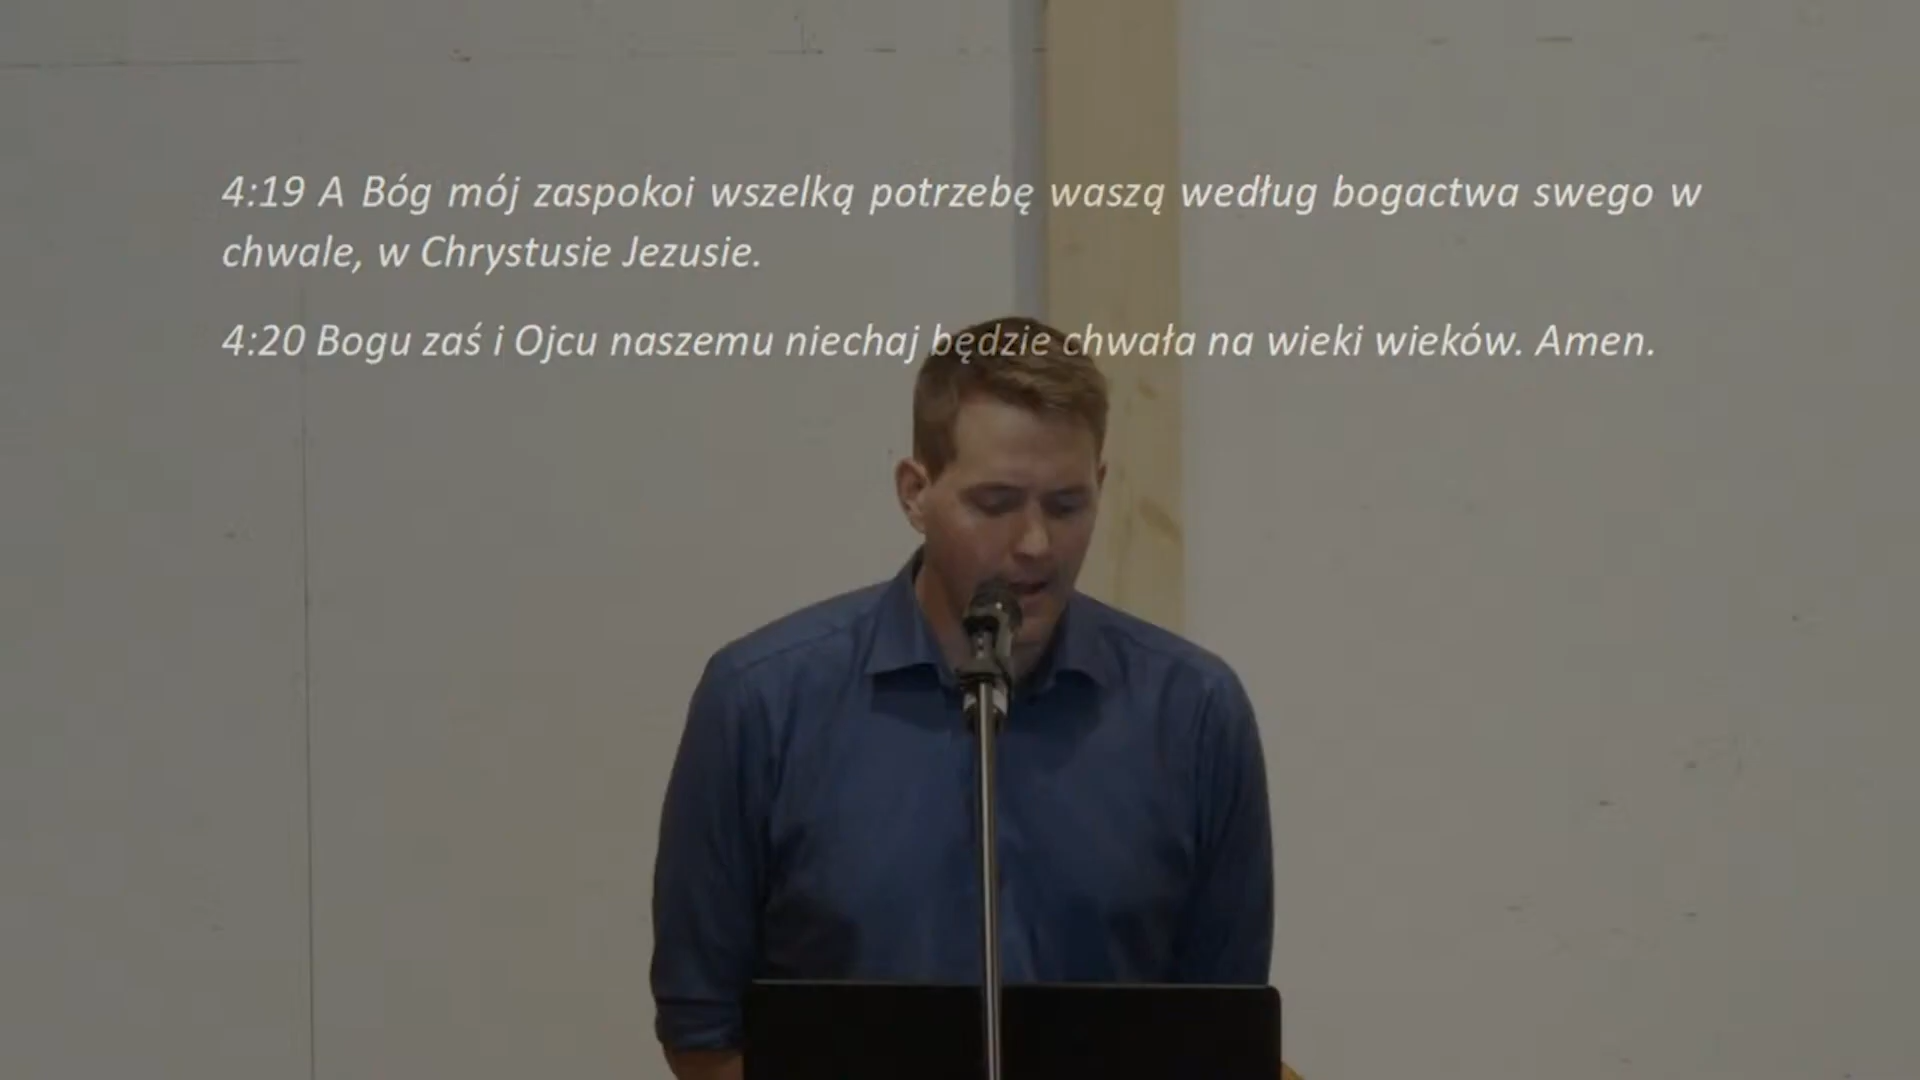 4:19 A Bóg mój zaspokoi wszelką potrzebę waszą według bogactwa swego w
chwale, w Chrystusie Jezusie.
4:20 Bogu zaś i Ojcu naszemu niechaj będzie chwała na wieki wieków. Amen.